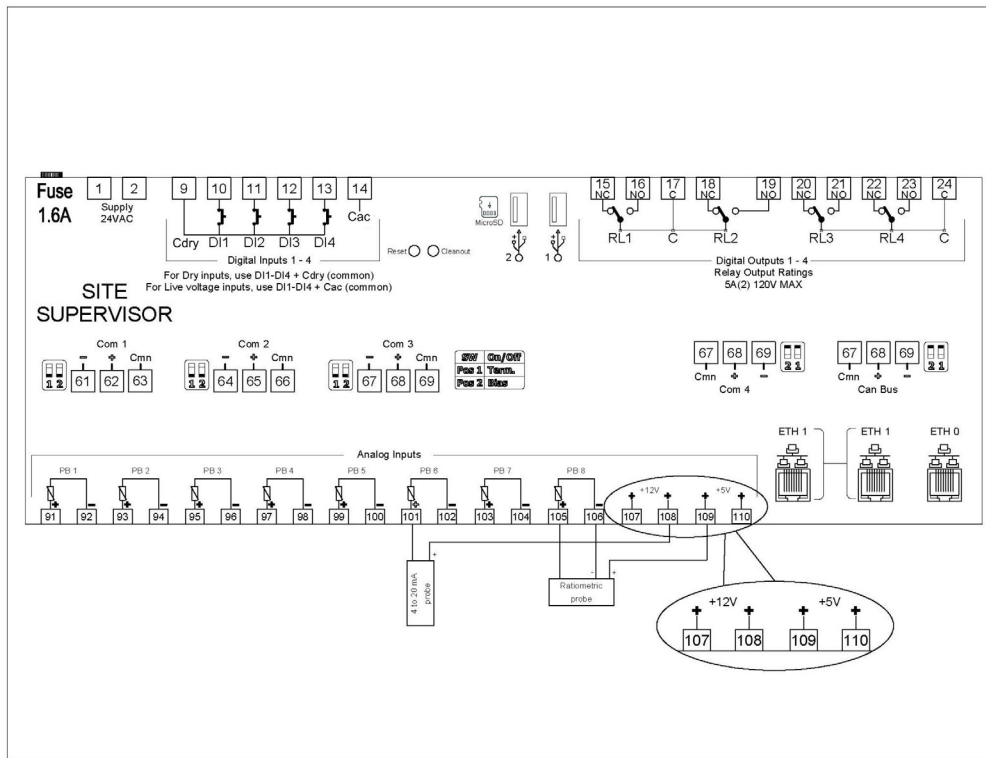 Fuse
1.6A
1 2
Supply
24VAC
9 10 11 12 13 14
Cdry DI1 DI2 DI3 DI4 Cac
Digital Inputs 1 - 4
For Dry inputs, use DI1-DI4 + Cdry (common)
For Live voltage inputs, use DI1-DI4 + Cac (common)
Reset Cleanout
MicroSD
2 1
15 16 17 18 19 20 21 22 23 24
NC NO C NC NO NC NO NC NO C
RL1 C RL2 RL3 RL4 C
Digital Outputs 1 - 4
Relay Output Ratings
5A(2) 120V MAX
SITE
SUPERVISOR
Com 1
- + Cmn
1 2 61 62 63
Com 2
- + Cmn
1 2 64 65 66
Com 3
- + Cmn
1 2 67 68 69
SW On/Off
Pos 1 Term.
Pos 2 Bias
67 68 69 2 1
Cmn + -
Com 4
67 68 69 2 1
Cmn + -
Can Bus
ETH 1 ETH 1 ETH 0
Analog Inputs
PB 1 PB 2 PB 3 PB 4 PB 5 PB 6 PB 7 PB 8
+ - + - + - + - + - + - + - + - + +12V + + +5V +
91 92 93 94 95 96 97 98 99 100 101 102 103 104 105 106 107 108 109 110
4 to 20 mA
probe
+
- +
Ratiometric
probe
+ +12V + + +5V +
107 108 109 110